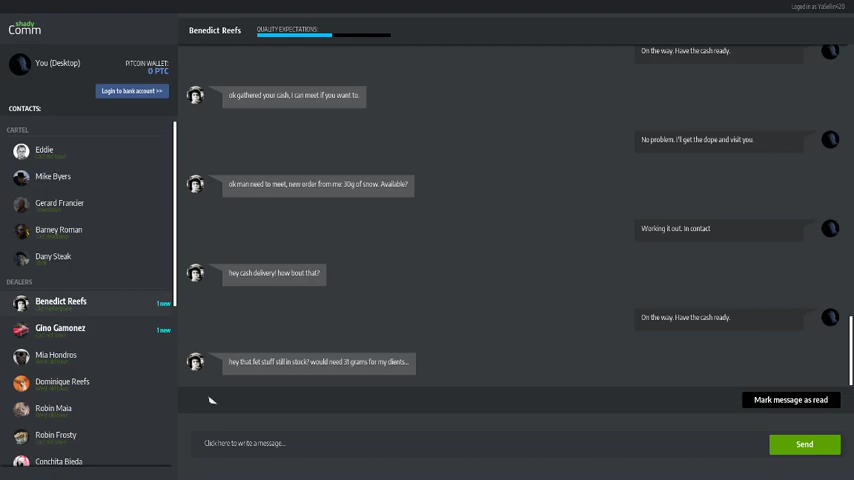 Loged in as YaSellin420
shady
Comm
Benedict Reefs
QUALITY EXPECTATIONS:
You (Desktop)
PITCOIN WALLET:
0 PTC
Login to bank account >>
CONTACTS:
CARTEL
Eddie
Mike Byers
Gerard Francier
Barney Roman
Dany Steak
DEALERS
Benedict Reefs
1 new
Gino Gamonez
1 new
Mia Hondros
Dominique Reefs
Robin Maia
Robin Frosty
Conchita Bieda
On the way. Have the cash ready.
ok gathered your cash, I can meet if you want to.
No problem. I'll get the dope and visit you.
ok man need to meet, new order from me: 30g of snow. Available?
Working it out. In contact
hey cash delivery! how bout that?
On the way. Have the cash ready.
hey that fet stuff still in stock? would need 31 grams for my clients...
Mark message as read
Click here to write a message...
Send